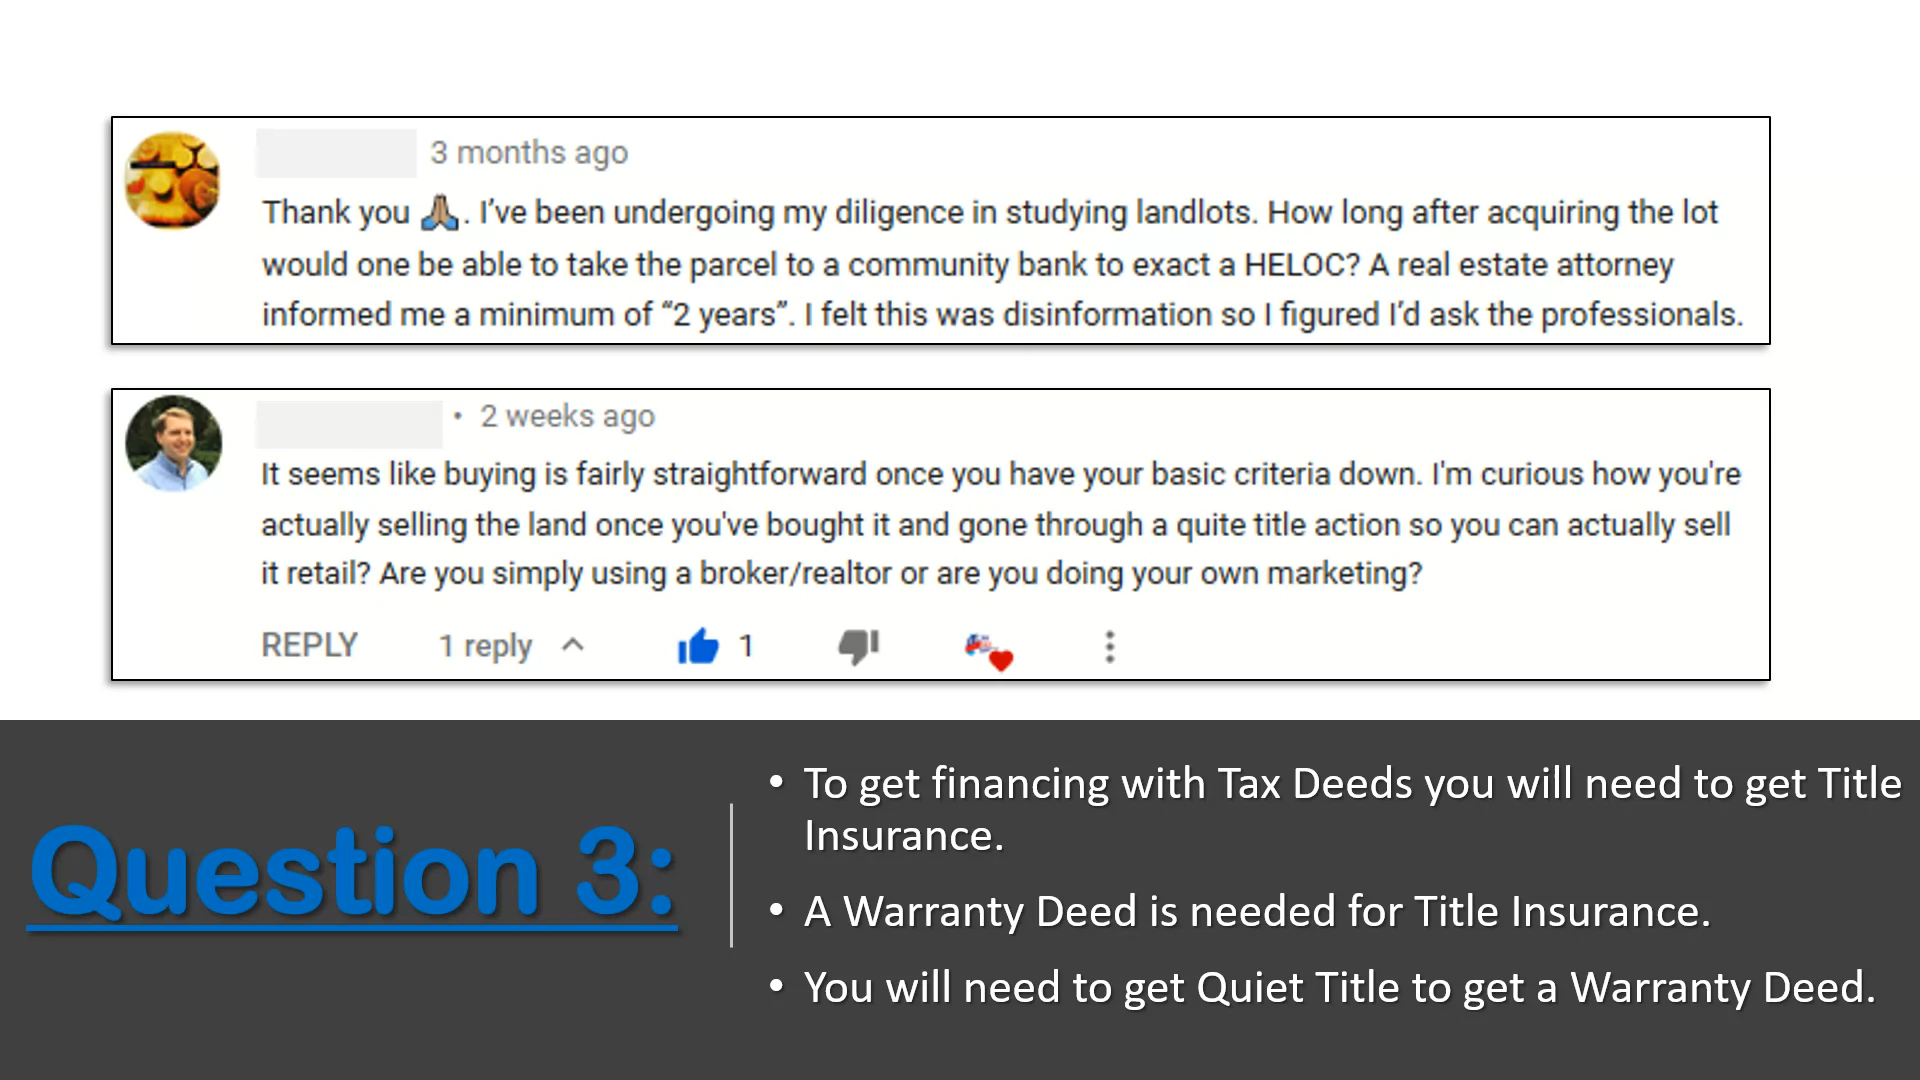 3 months ago
Thank you 🙏🏽. I’ve been undergoing my diligence in studying landlots. How long after acquiring the lot
would one be able to take the parcel to a community bank to exact a HELOC? A real estate attorney
informed me a minimum of “2 years”. I felt this was disinformation so I figured I’d ask the professionals.
• 2 weeks ago
It seems like buying is fairly straightforward once you have your basic criteria down. I'm curious how you're
actually selling the land once you've bought it and gone through a quite title action so you can actually sell
it retail? Are you simply using a broker/realtor or are you doing your own marketing?
REPLY 1 reply 1
Question 3:
• To get financing with Tax Deeds you will need to get Title
Insurance.
• A Warranty Deed is needed for Title Insurance.
• You will need to get Quiet Title to get a Warranty Deed.